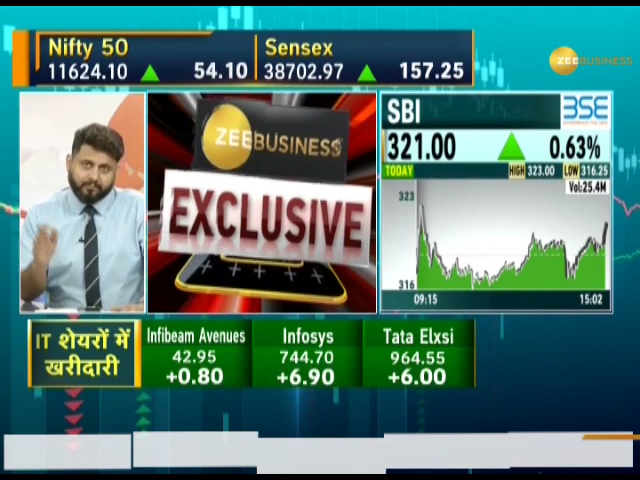 Nifty 50
11624.10 54.10
Sensex
38702.97 157.25
ZEEBUSINESS
ZEEBUSINESS
EXCLUSIVE
SBI
BSE
321.00 0.63%
TODAY HIGH 323.00 LOW 316.25
Vol:25.4M
323
316
09:15 15:02
IT शेयरों में
खरीदारी
Infibeam Avenues
42.95
+0.80
Infosys
744.70
+6.90
Tata Elxsi
964.55
+6.00